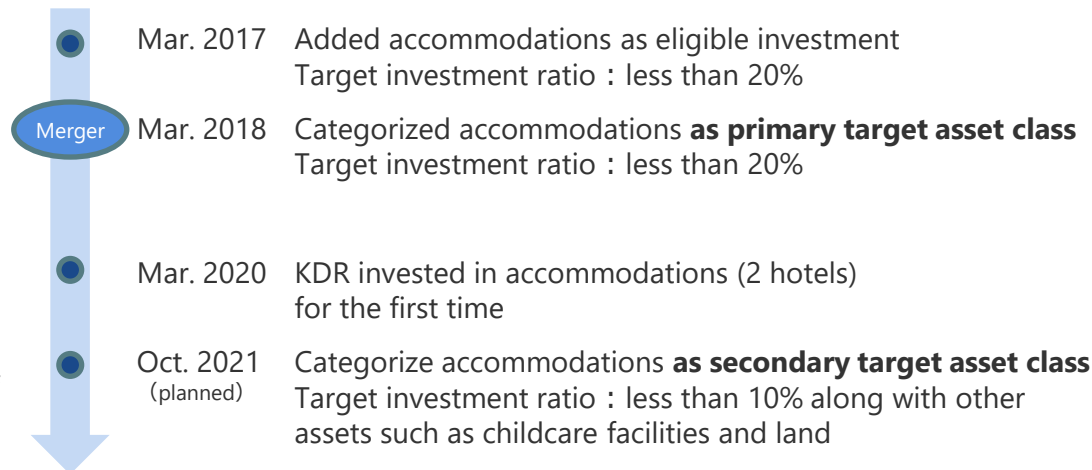 Mar. 2017 Added accommodations as eligible investment
Target investment ratio：less than 20%
Merger Mar. 2018 Categorized accommodations as primary target asset class
Target investment ratio：less than 20%
Mar. 2020 KDR invested in accommodations (2 hotels)
for the first time
Oct. 2021 Categorize accommodations as secondary target asset class
（planned） Target investment ratio：less than 10% along with other
assets such as childcare facilities and land